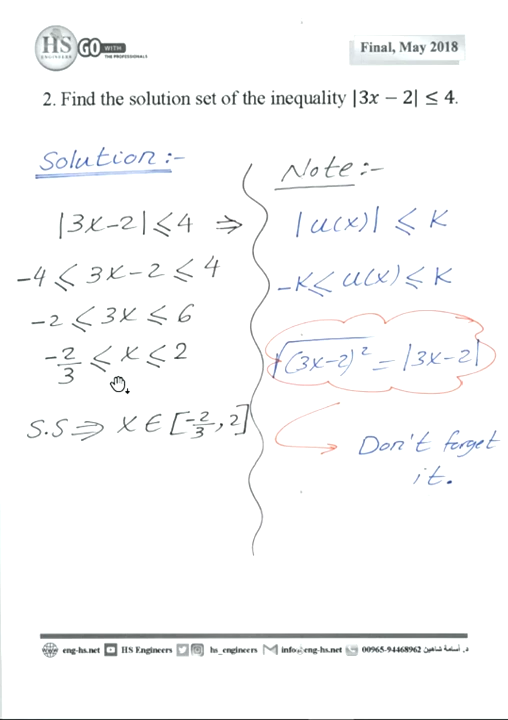 HS
ENGINEERS
GO WITH
THE PROFESSIONALS
Final, May 2018
2. Find the solution set of the inequality |3x − 2| ≤ 4.
Solution:-
|3x-2| ≤ 4 ⇒
-4 ≤ 3x-2 ≤ 4
-2 ≤ 3x ≤ 6
-2/3 ≤ x ≤ 2
S.S ⇒ x ∈ [-2/3, 2]
Note:-
|u(x)| ≤ K
-K ≤ u(x) ≤ K
√(3x-2)² = |3x-2|
Don't forget
it.
eng-hs.net HS Engineers hs_engineers info@eng-hs.net 00965-94468962 د. أسامة شاهين